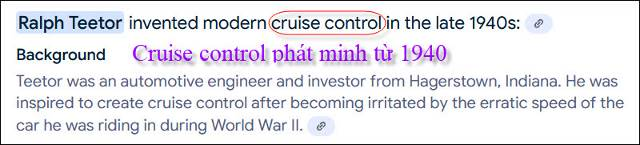 Ralph Teetor invented modern cruise control in the late 1940s:
Background Cruise control phát minh từ 1940
Teetor was an automotive engineer and investor from Hagerstown, Indiana. He was
inspired to create cruise control after becoming irritated by the erratic speed of the
car he was riding in during World War II.